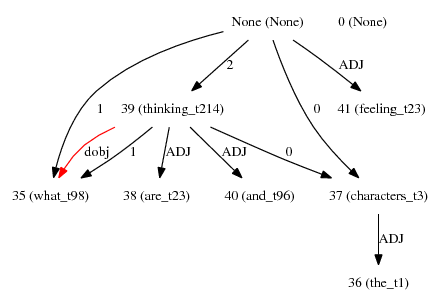 None (None) 0 (None)
2 ADJ
1 39 (thinking_t214) 0 41 (feeling_t23)
dobj 1 ADJ ADJ 0
35 (what_t98) 38 (are_t23) 40 (and_t96) 37 (characters_t3)
ADJ
36 (the_t1)